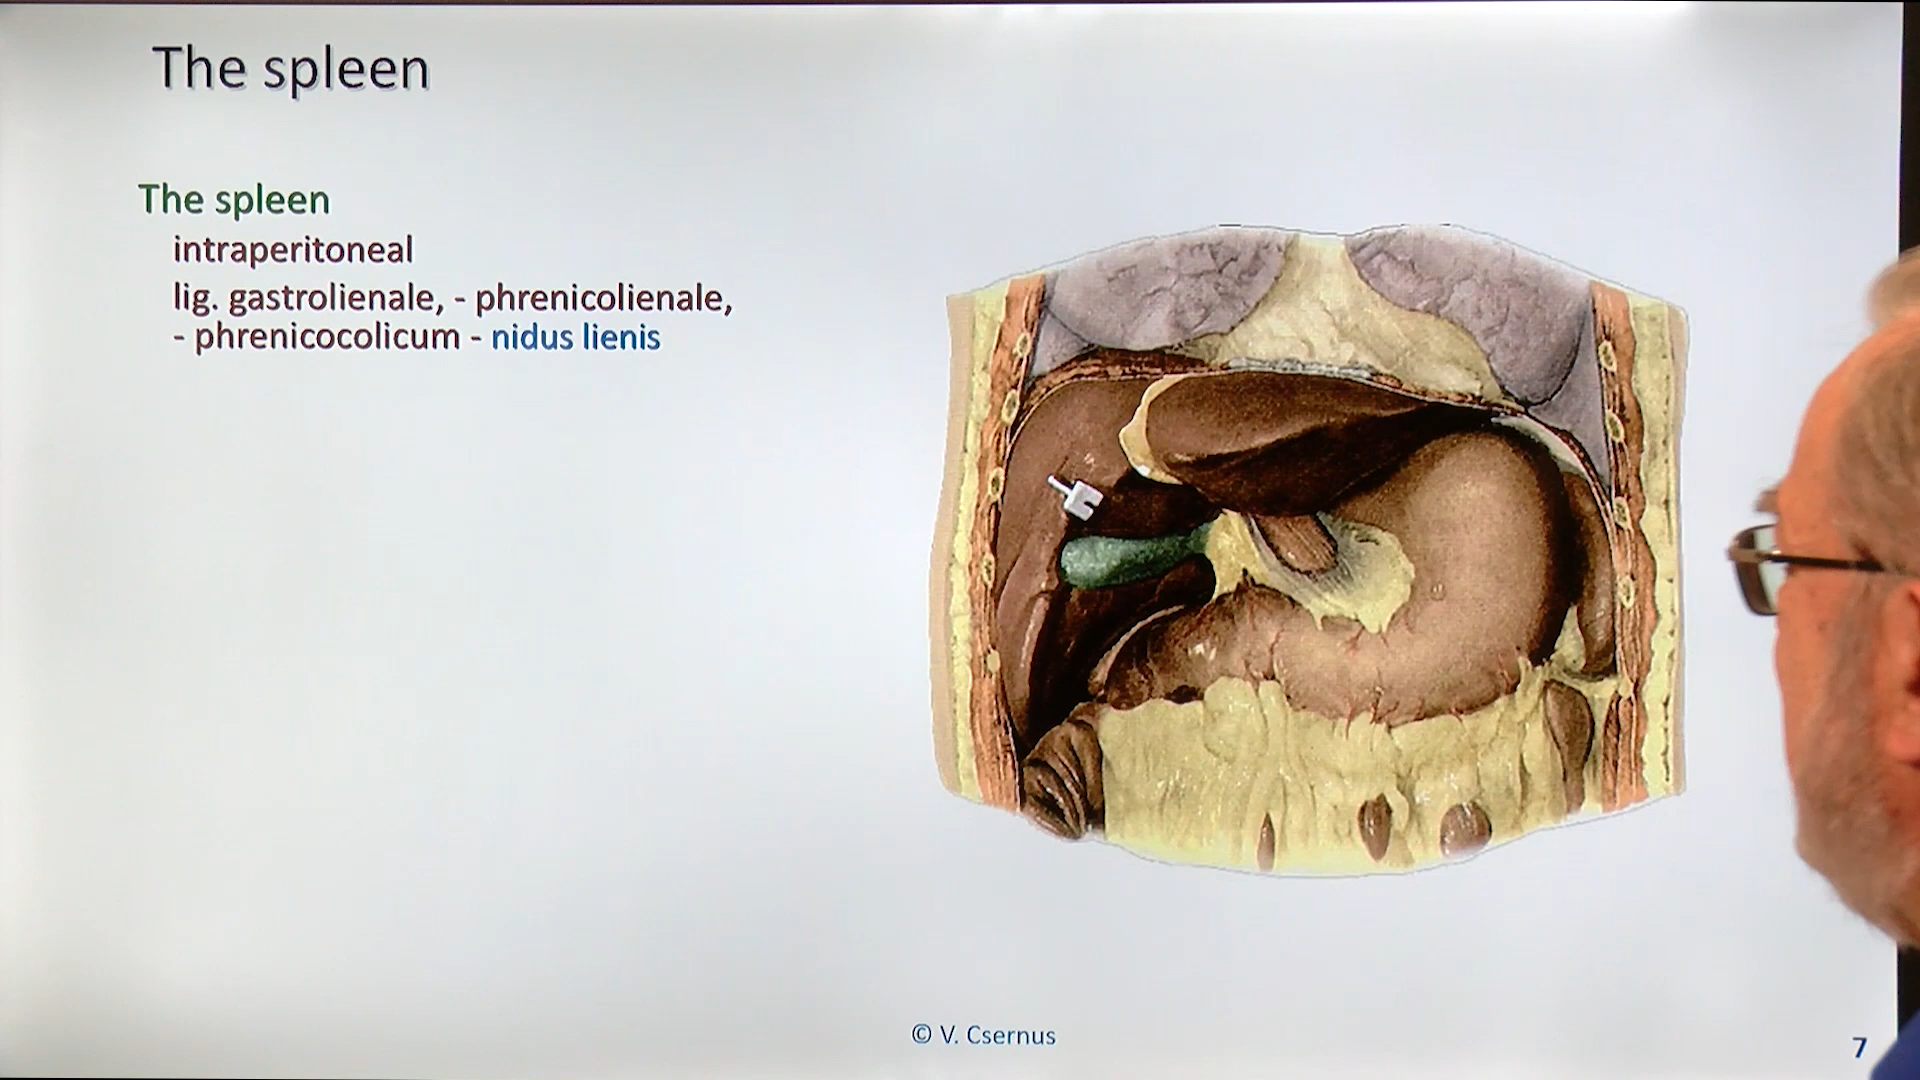 The spleen
The spleen
intraperitoneal
lig. gastrolienale, - phrenicolienale,
- phrenicocolicum - nidus lienis
© V. Csernus
7